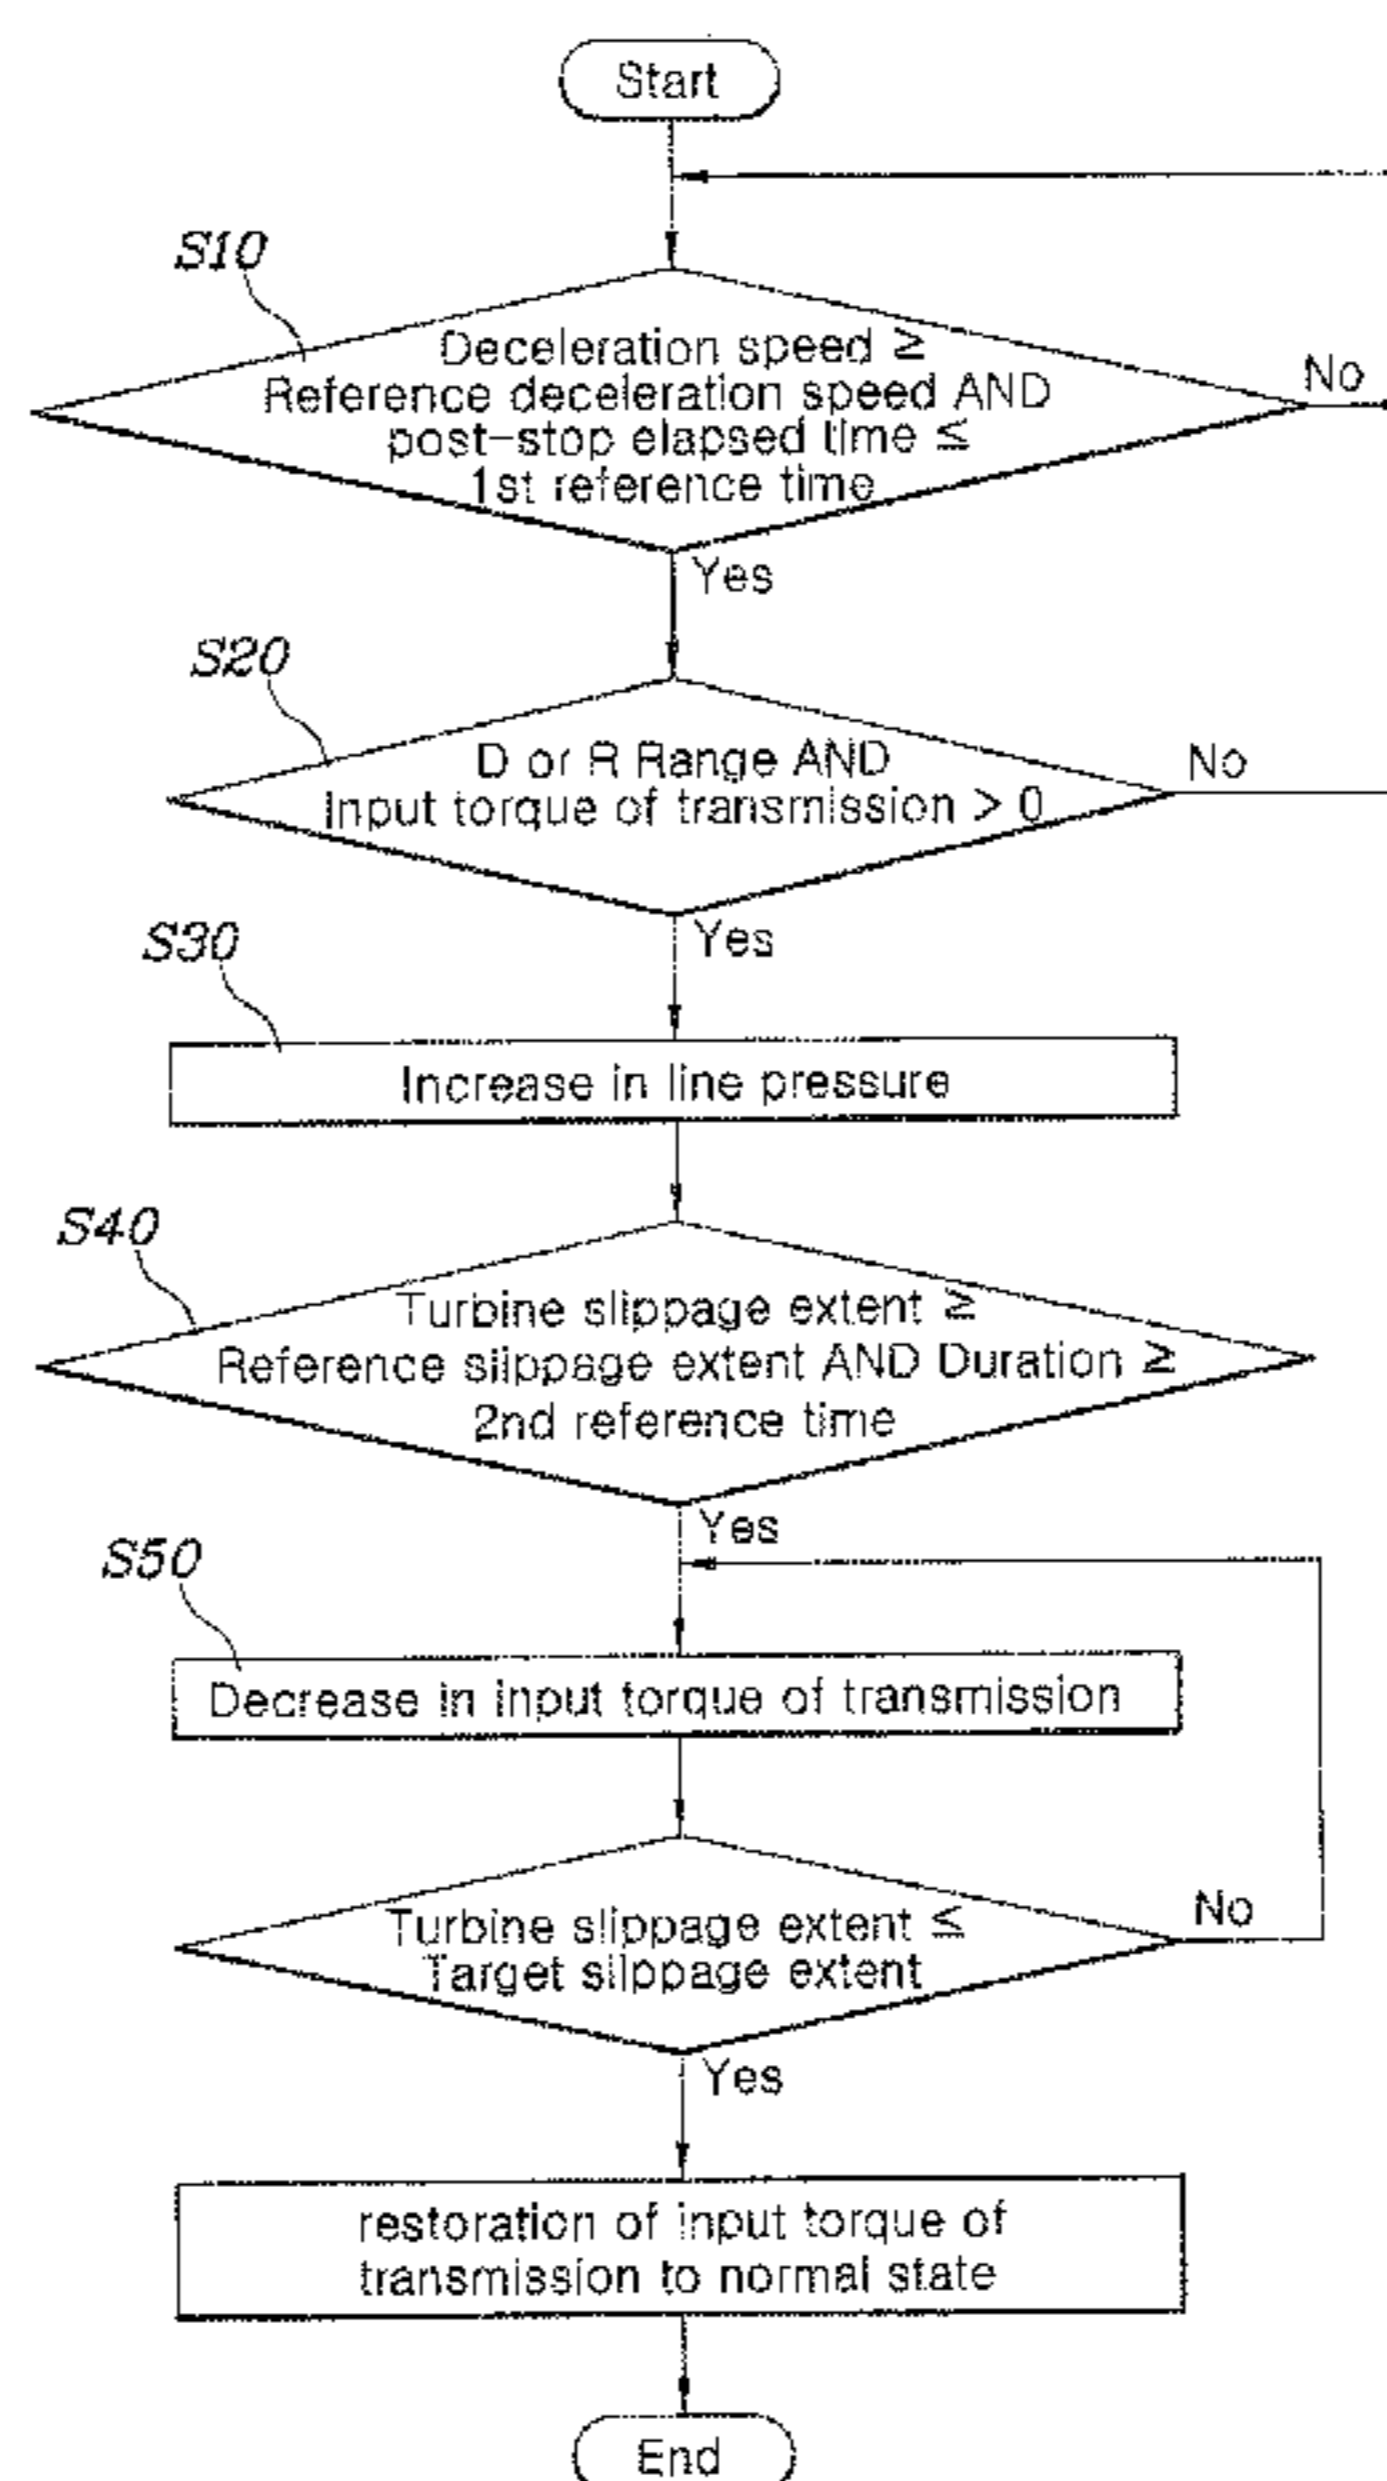 Start
S10
Deceleration speed ≥
Reference deceleration speed AND
post-stop elapsed time ≤
1st reference time
No
Yes
S20
D or R Range AND
Input torque of transmission > 0
No
Yes
S30
Increase in line pressure
S40
Turbine slippage extent ≥
Reference slippage extent AND Duration ≥
2nd reference time
Yes
S50
Decrease in input torque of transmission
Turbine slippage extent ≤
Target slippage extent
No
Yes
restoration of input torque of
transmission to normal state
End